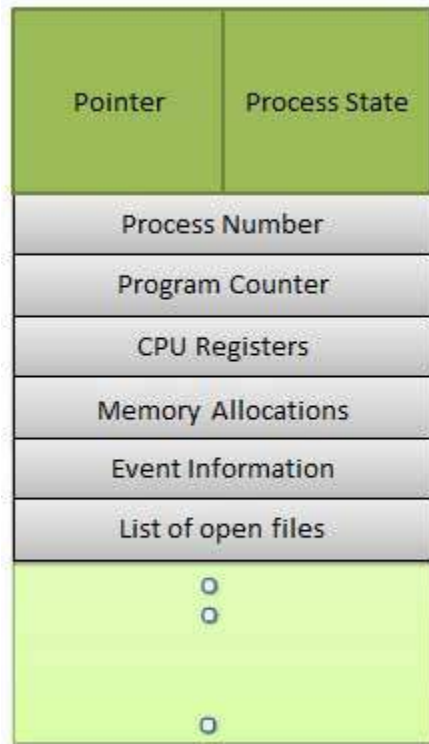 Pointer
Process State
Process Number
Program Counter
CPU Registers
Memory Allocations
Event Information
List of open files